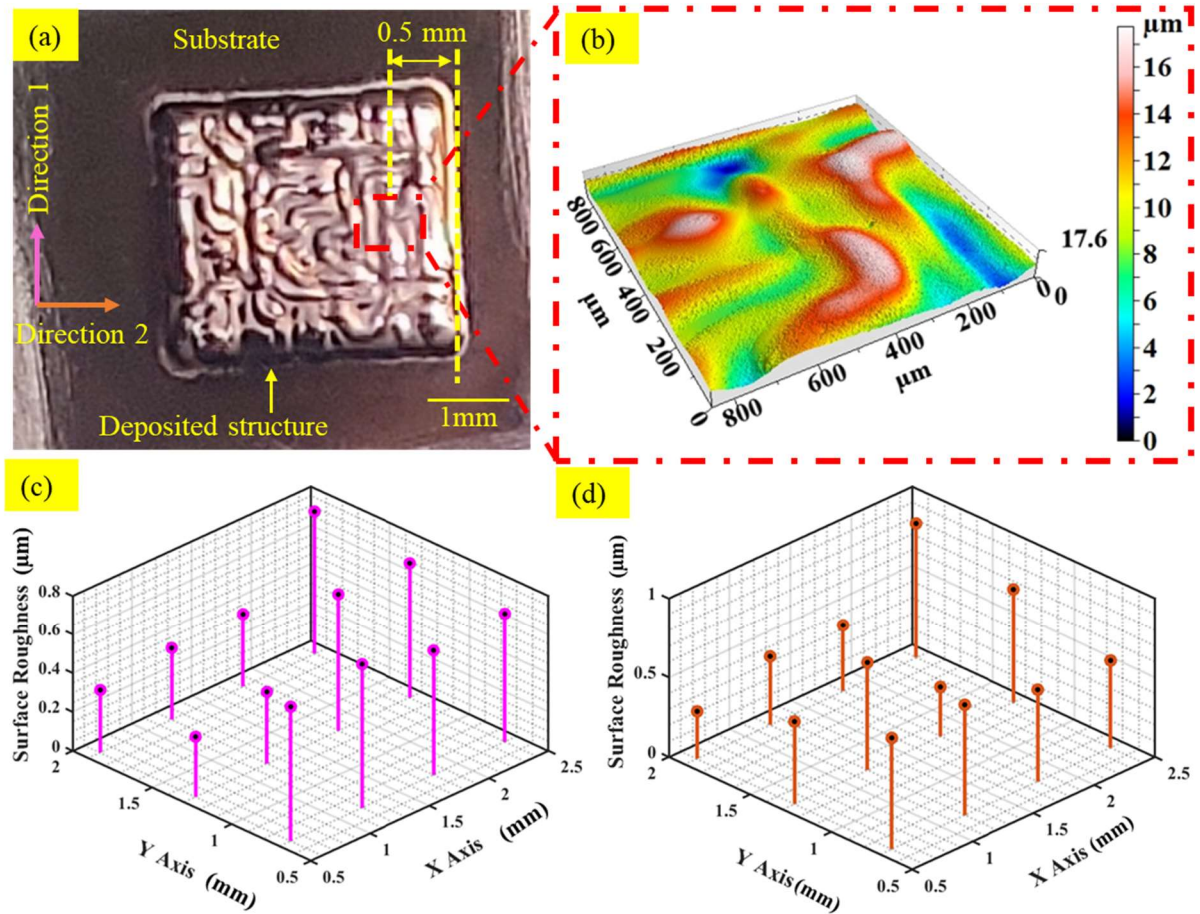 (a)
Substrate
0.5 mm
Direction 1
Direction 2
Deposited structure
1mm
(b)
µm
16
14
12
10
8
6
4
2
0
17.6
0
0
200
400
600
800
µm
0
200
400
600
800
µm
(c)
Surface Roughness (µm)
0.8
0.6
0.4
0.2
0
2
1.5
1
0.5
Y Axis (mm)
0.5
1
1.5
2
2.5
X Axis (mm)
(d)
Surface Roughness (µm)
1
0.5
0
2
1.5
1
0.5
Y Axis(mm)
0.5
1
1.5
2
2.5
X Axis (mm)